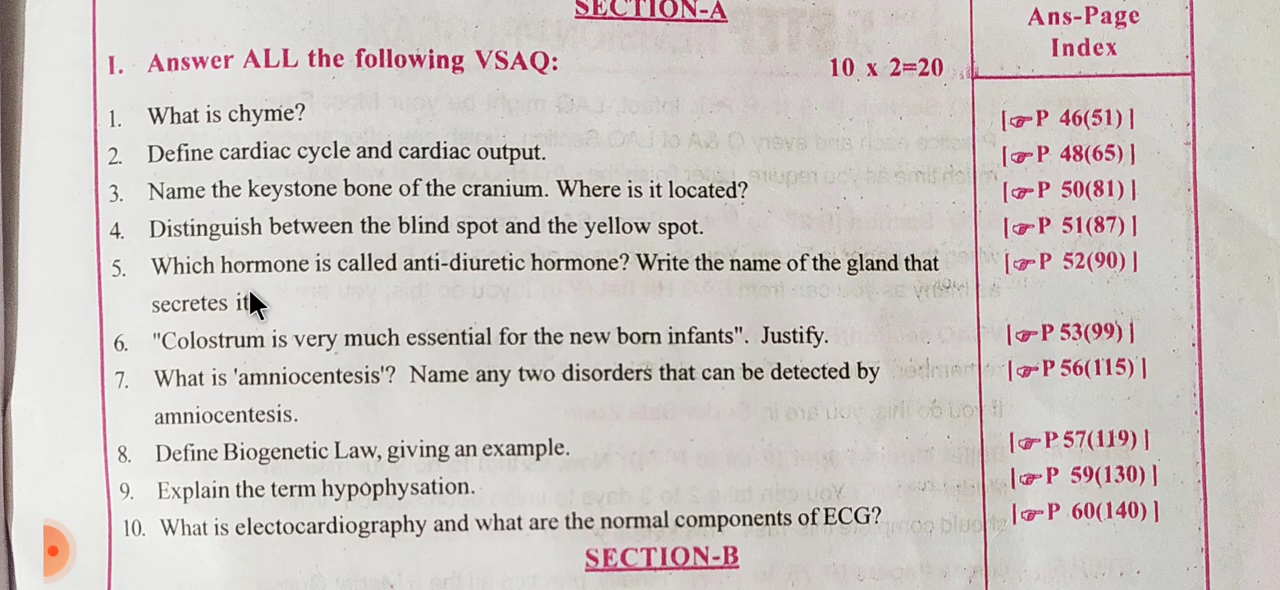 SECTION-A
Ans-Page
Index
I. Answer ALL the following VSAQ: 10 x 2=20
1. What is chyme? [☞P 46(51)]
2. Define cardiac cycle and cardiac output. [☞P 48(65)]
3. Name the keystone bone of the cranium. Where is it located? [☞P 50(81)]
4. Distinguish between the blind spot and the yellow spot. [☞P 51(87)]
5. Which hormone is called anti-diuretic hormone? Write the name of the gland that [☞P 52(90)]
secretes it
6. "Colostrum is very much essential for the new born infants". Justify. [☞P 53(99)]
7. What is 'amniocentesis'? Name any two disorders that can be detected by [☞P 56(115)]
amniocentesis.
8. Define Biogenetic Law, giving an example. [☞P 57(119)]
9. Explain the term hypophysation. [☞P 59(130)]
10. What is electocardiography and what are the normal components of ECG? [☞P 60(140)]
SECTION-B